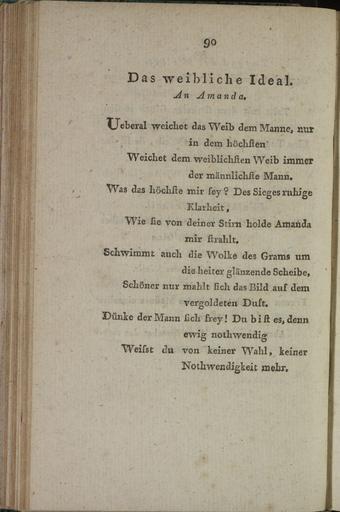 90
Das weibliche Ideal.
An Amanda.
Ueberal weichet das Weib dem Manne, nur
in dem höchſten
Weichet dem weiblichſten Weib immer
der männlichſte Mann.
Was das höchſte mir ſey? Des Sieges ruhige
Klarheit,
Wie ſie von deiner Stirn holde Amanda
mir ſtrahlt.
Schwimmt auch die Wolke des Grams um
die heiter glänzende Scheibe,
Schöner nur mahlt ſich das Bild auf dem
vergoldeten Duft.
Dünke der Mann ſich frey! Du biſt es, denn
ewig nothwendig
Weiſst du von keiner Wahl, keiner
Nothwendigkeit mehr.